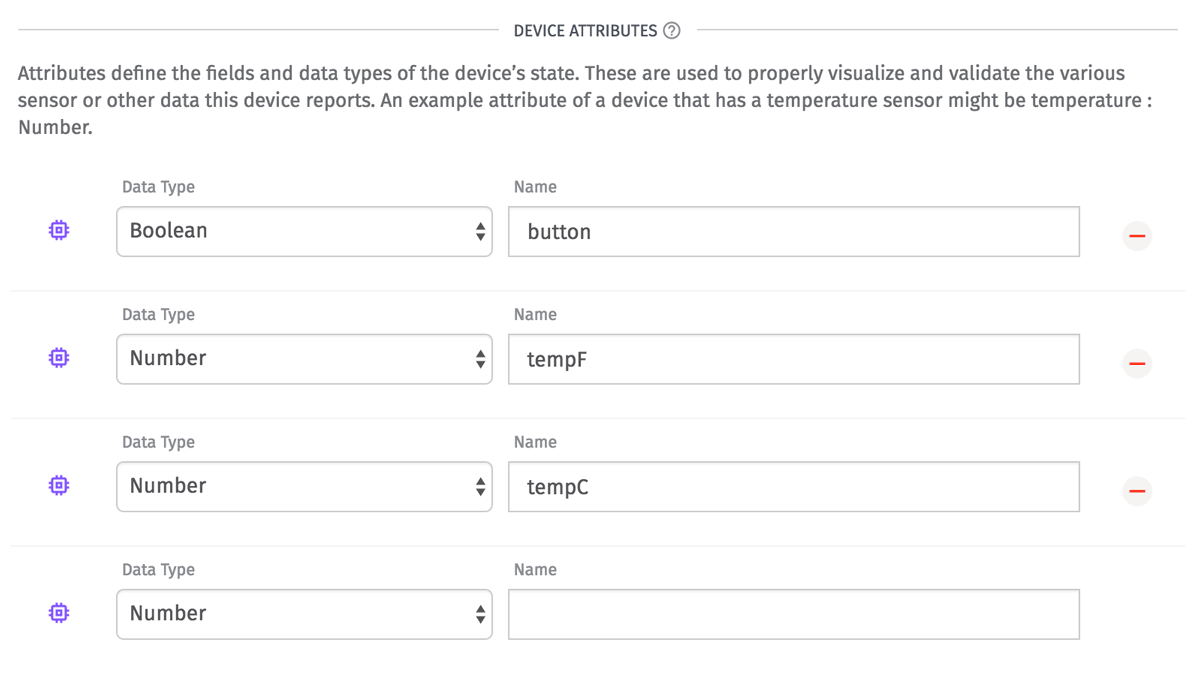 DEVICE ATTRIBUTES ?
Attributes define the fields and data types of the device’s state. These are used to properly visualize and validate the various
sensor or other data this device reports. An example attribute of a device that has a temperature sensor might be temperature :
Number.
Data Type Name
Boolean button
Data Type Name
Number tempF
Data Type Name
Number tempC
Data Type Name
Number